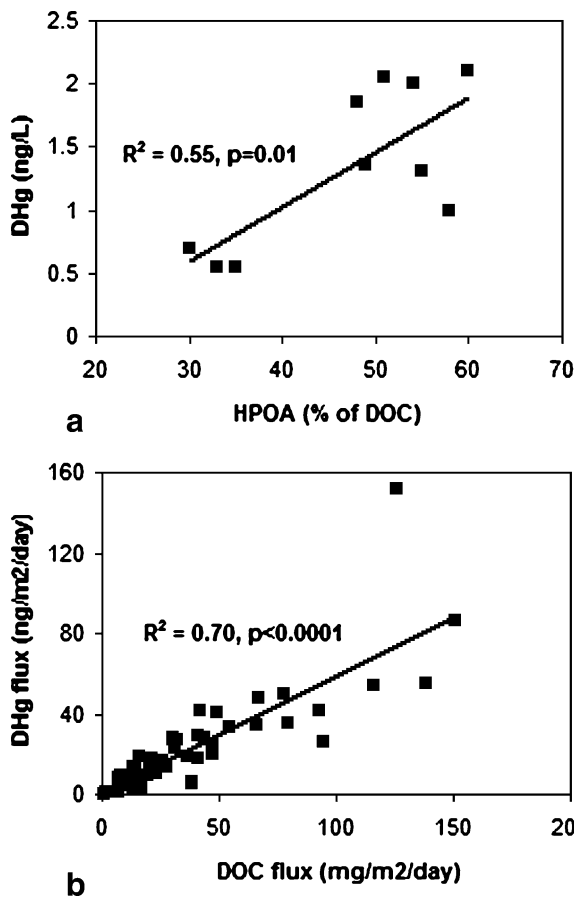 2.5
2
1.5
1
0.5
0
DHg (ng/L)
R² = 0.55, p=0.01
20 30 40 50 60 70
HPOA (% of DOC)
a
160
120
80
40
0
DHg flux (ng/m2/day)
R² = 0.70, p<0.0001
0 50 100 150 20
DOC flux (mg/m2/day)
b